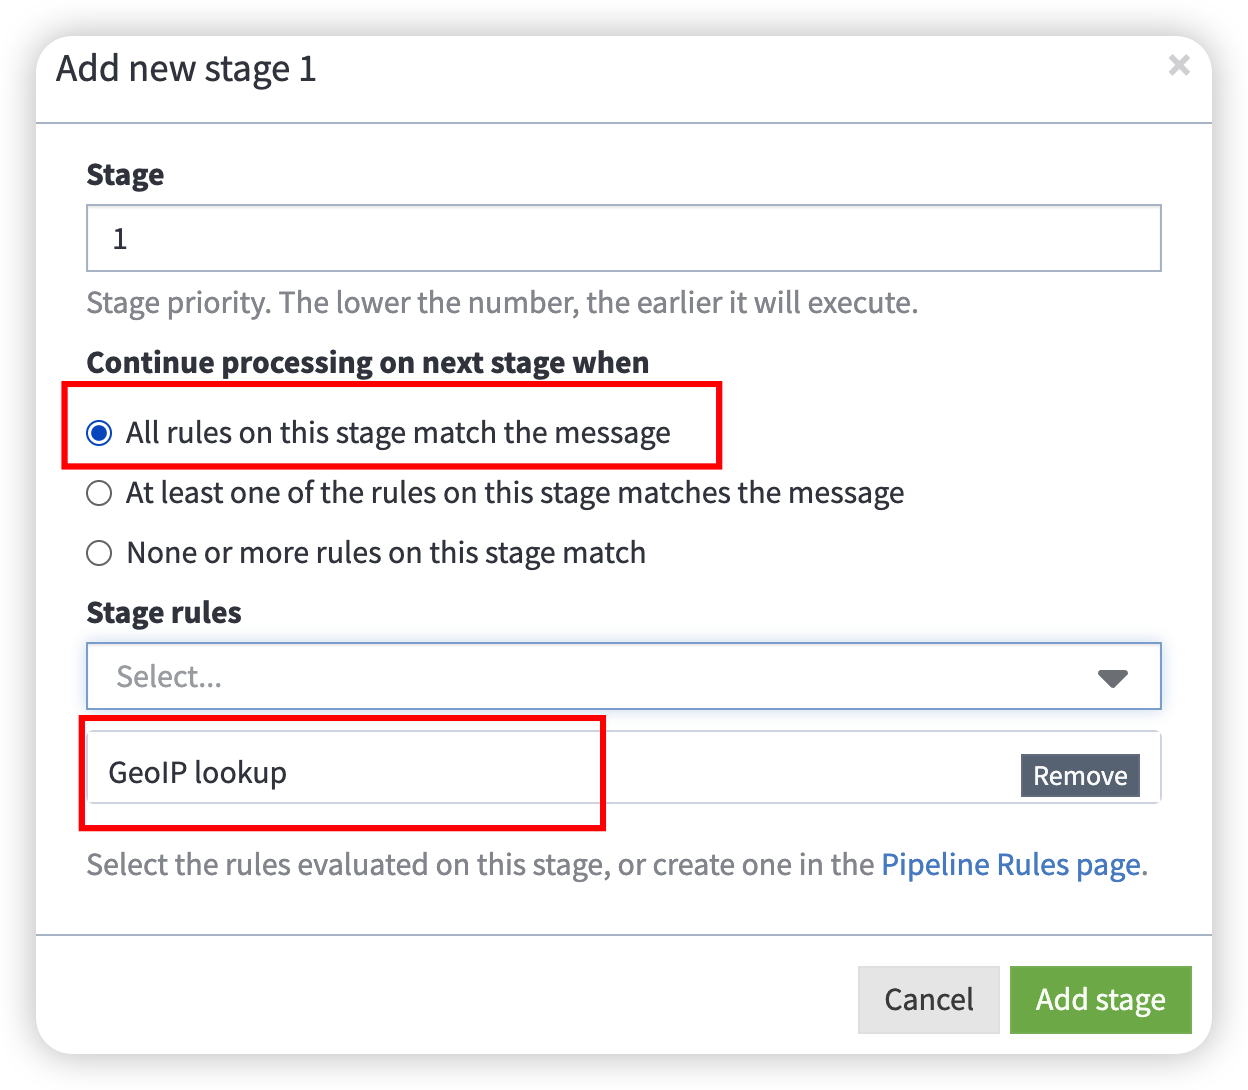 Add new stage 1
×
Stage
1
Stage priority. The lower the number, the earlier it will execute.
Continue processing on next stage when
All rules on this stage match the message
At least one of the rules on this stage matches the message
None or more rules on this stage match
Stage rules
Select...
GeoIP lookup
Remove
Select the rules evaluated on this stage, or create one in the Pipeline Rules page.
Cancel
Add stage